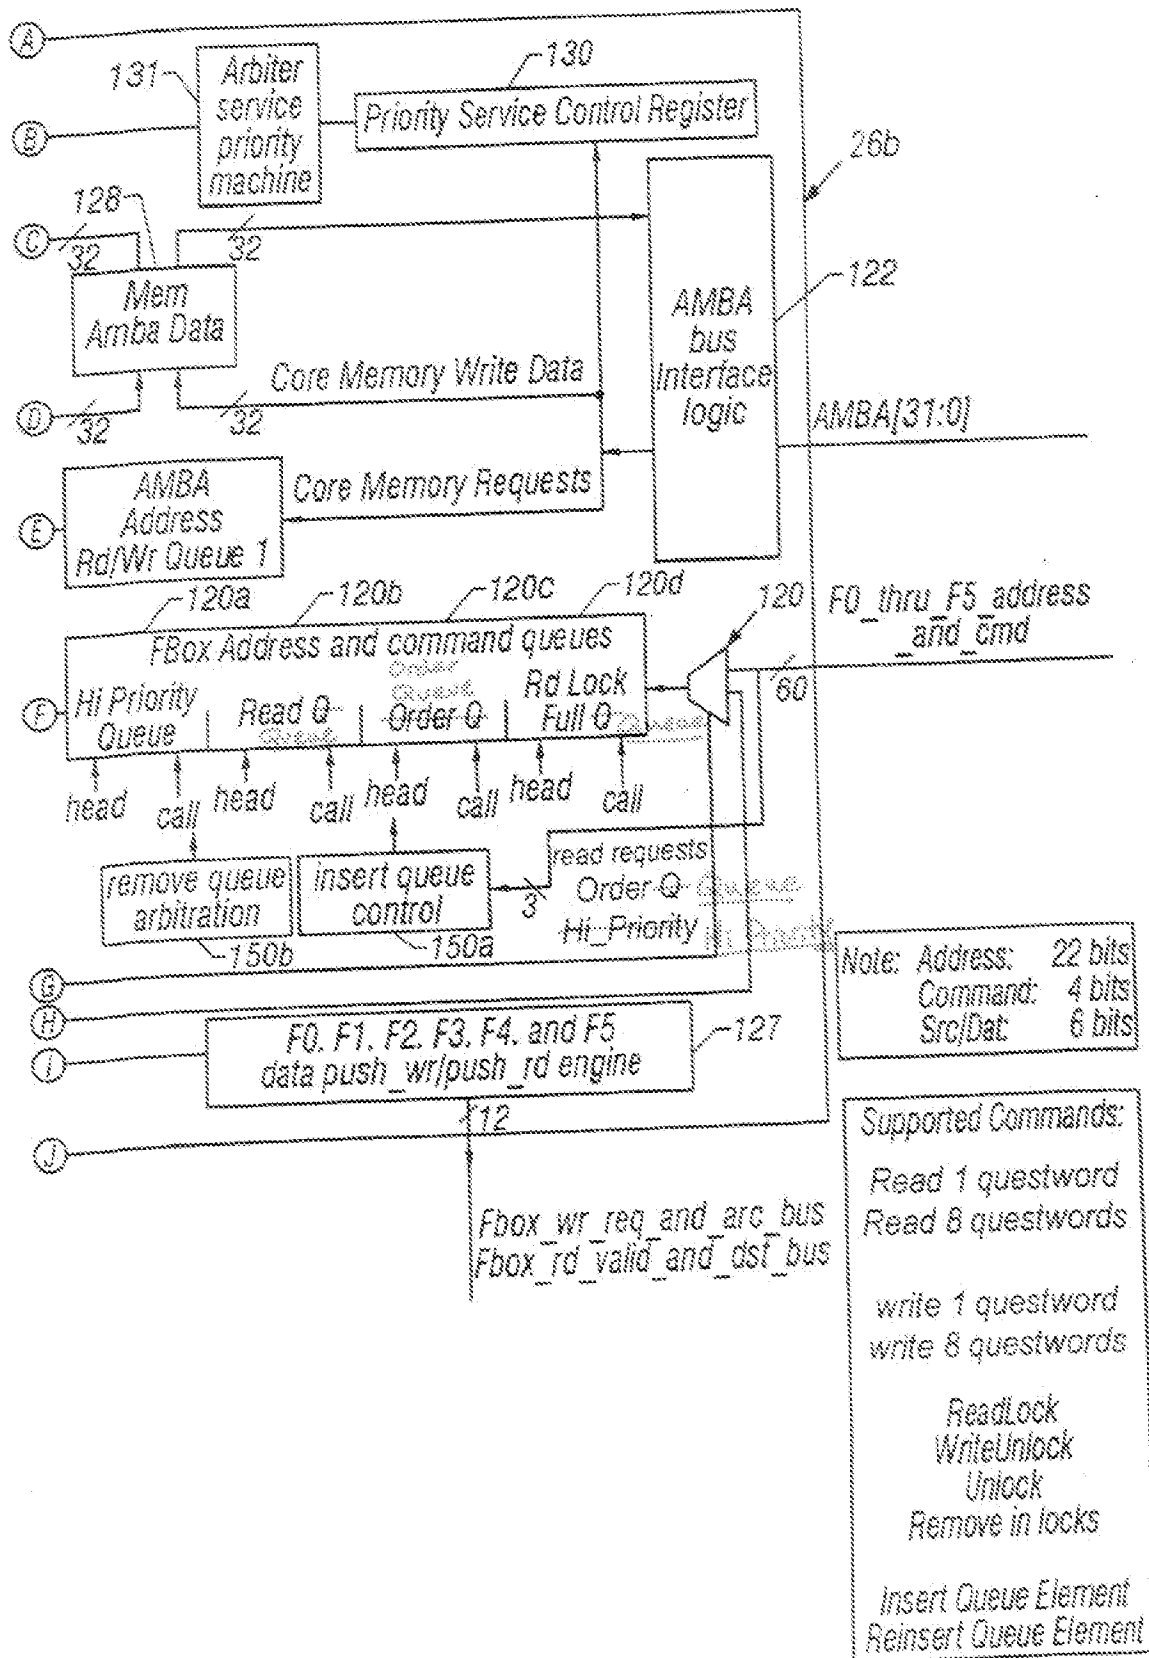 A
131
Arbiter
service
priority
machine
130
Priority Service Control Register
B
26b
128
C
32
32
Mem
Amba Data
AMBA
bus
Interface
logic
122
Core Memory Write Data
D
32
32
AMBA[31:0]
AMBA
Address
Rd/Wr Queue 1
Core Memory Requests
E
120a
120b
120c
120d
120
F0_thru_F5_address
_and_cmd
60
FBox Address and command queues
Order
Queue
F
Hi Priority
Queue
Read Q
Queue
Order Q
Rd Lock
Full Q
Queue
head
call
head
call
head
call
head
call
remove queue
arbitration
150b
insert queue
control
150a
3
read requests
Order Q Queue
Hi_Priority Hi Priority
G
H
I
Note: Address: 22 bits
Command: 4 bits
Src/Dat: 6 bits
F0, F1, F2, F3, F4, and F5
data push_wr/push_rd engine
127
12
J
Fbox_wr_req_and_arc_bus
Fbox_rd_valid_and_dst_bus
Supported Commands:
Read 1 questword
Read 8 questwords
write 1 questword
write 8 questwords
ReadLock
WriteUnlock
Unlock
Remove in locks
Insert Queue Element
Reinsert Queue Element